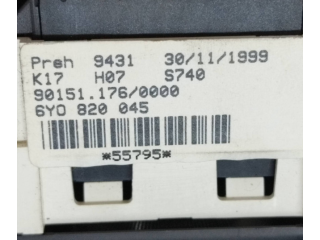 Preh 9431 30/11/1999
K17 H07 S740
90151.176/0000
6Y0 820 045
*55795*